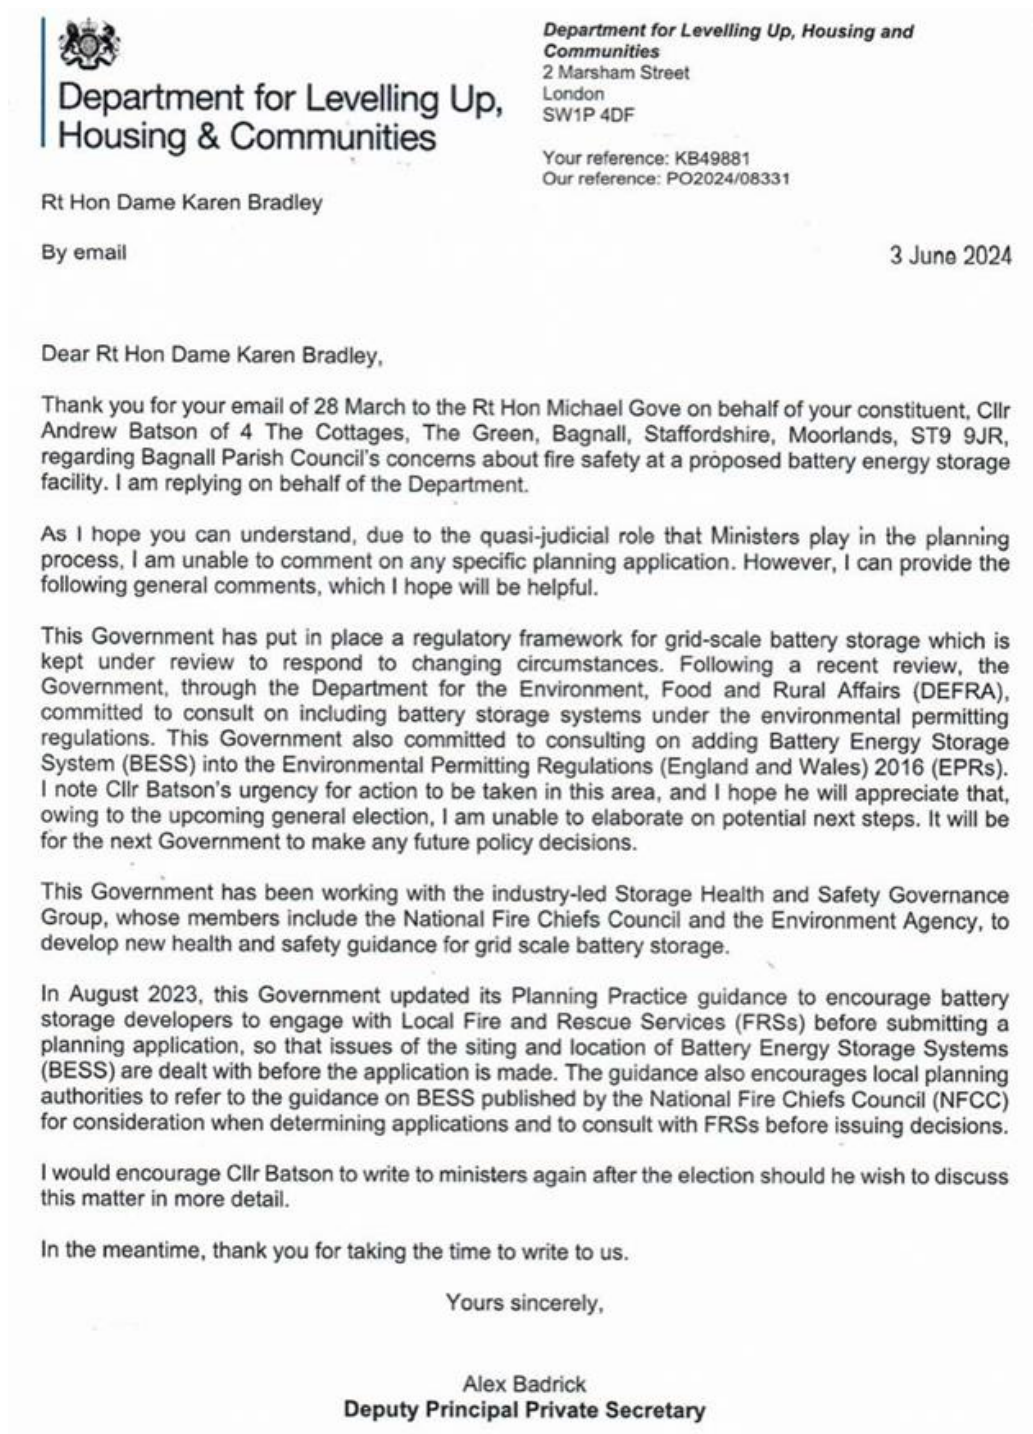 Department for Levelling Up,
Housing & Communities
Department for Levelling Up, Housing and
Communities
2 Marsham Street
London
SW1P 4DF
Your reference: KB49881
Our reference: PO2024/08331
Rt Hon Dame Karen Bradley
By email
3 June 2024
Dear Rt Hon Dame Karen Bradley,
Thank you for your email of 28 March to the Rt Hon Michael Gove on behalf of your constituent, Cllr
Andrew Batson of 4 The Cottages, The Green, Bagnall, Staffordshire, Moorlands, ST9 9JR,
regarding Bagnall Parish Council's concerns about fire safety at a proposed battery energy storage
facility. I am replying on behalf of the Department.
As I hope you can understand, due to the quasi-judicial role that Ministers play in the planning
process, I am unable to comment on any specific planning application. However, I can provide the
following general comments, which I hope will be helpful.
This Government has put in place a regulatory framework for grid-scale battery storage which is
kept under review to respond to changing circumstances. Following a recent review, the
Government, through the Department for the Environment, Food and Rural Affairs (DEFRA),
committed to consult on including battery storage systems under the environmental permitting
regulations. This Government also committed to consulting on adding Battery Energy Storage
System (BESS) into the Environmental Permitting Regulations (England and Wales) 2016 (EPRs).
I note Cllr Batson's urgency for action to be taken in this area, and I hope he will appreciate that,
owing to the upcoming general election, I am unable to elaborate on potential next steps. It will be
for the next Government to make any future policy decisions.
This Government has been working with the industry-led Storage Health and Safety Governance
Group, whose members include the National Fire Chiefs Council and the Environment Agency, to
develop new health and safety guidance for grid scale battery storage.
In August 2023, this Government updated its Planning Practice guidance to encourage battery
storage developers to engage with Local Fire and Rescue Services (FRSs) before submitting a
planning application, so that issues of the siting and location of Battery Energy Storage Systems
(BESS) are dealt with before the application is made. The guidance also encourages local planning
authorities to refer to the guidance on BESS published by the National Fire Chiefs Council (NFCC)
for consideration when determining applications and to consult with FRSs before issuing decisions.
I would encourage Cllr Batson to write to ministers again after the election should he wish to discuss
this matter in more detail.
In the meantime, thank you for taking the time to write to us.
Yours sincerely,
Alex Badrick
Deputy Principal Private Secretary